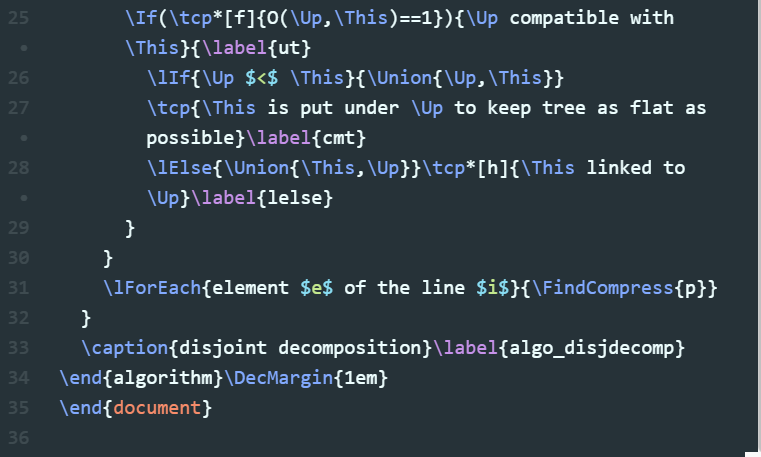 25 \If(\tcp*[f]{O(\Up,\This)==1}){\Up compatible with
• \This}{\label{ut}
26 \lIf{\Up $<$ \This}{\Union{\Up,\This}}
27 \tcp{\This is put under \Up to keep tree as flat as
• possible}\label{cmt}
28 \lElse{\Union{\This,\Up}}\tcp*[h]{\This linked to
• \Up}\label{lelse}
29 }
30 }
31 \lForEach{element $e$ of the line $i$}{\FindCompress{p}}
32 }
33 \caption{disjoint decomposition}\label{algo_disjdecomp}
34 \end{algorithm}\DecMargin{1em}
35 \end{document}
36